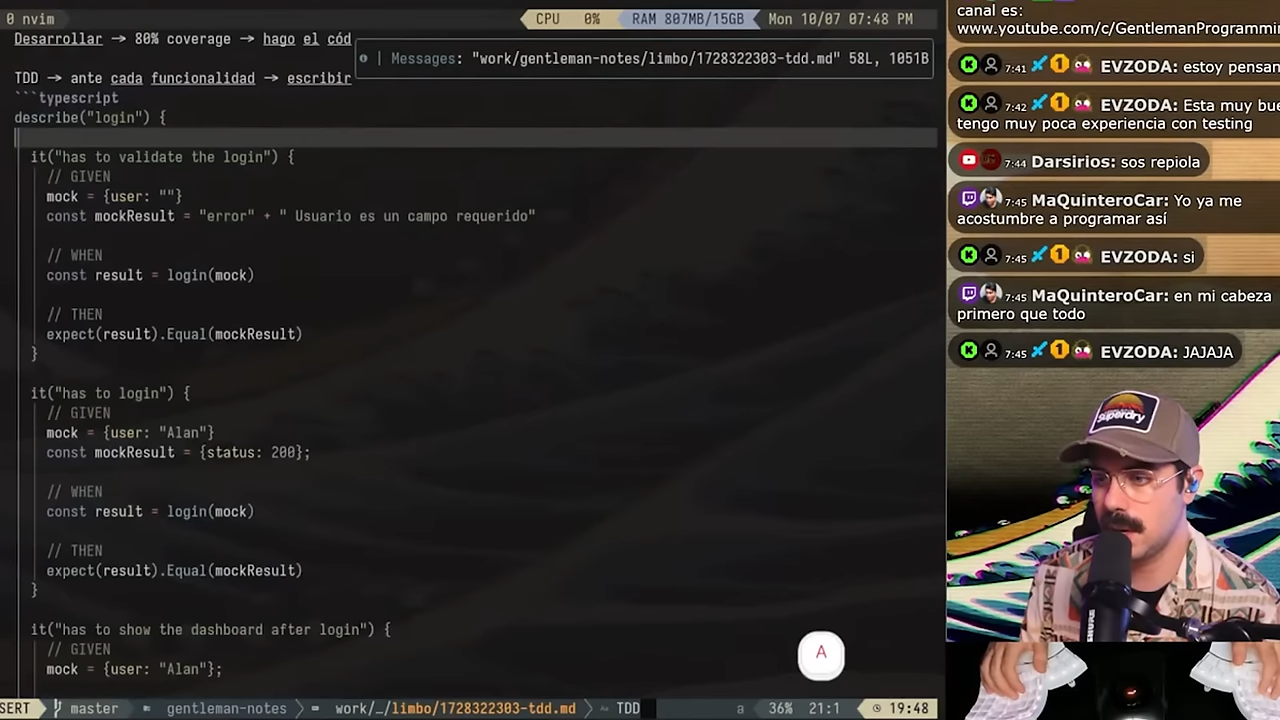 0 nvim
CPU 0% RAM 807MB/15GB Mon 10/07 07:48 PM
Desarrollar → 80% coverage → hago el cód
| Messages: "work/gentleman-notes/limbo/1728322303-tdd.md" 58L, 1051B
TDD → ante cada funcionalidad → escribir
```typescript
describe("login") {
it("has to validate the login") {
// GIVEN
mock = {user: ""}
const mockResult = "error" + " Usuario es un campo requerido"
// WHEN
const result = login(mock)
// THEN
expect(result).Equal(mockResult)
}
it("has to login") {
// GIVEN
mock = {user: "Alan"}
const mockResult = {status: 200};
// WHEN
const result = login(mock)
// THEN
expect(result).Equal(mockResult)
}
it("has to show the dashboard after login") {
// GIVEN
mock = {user: "Alan"};
A
SERT master gentleman-notes work/…/limbo/1728322303-tdd.md TDD a 36% 21:1 19:48
canal es:
www.youtube.com/c/GentlemanProgrammin
7:41 1 EVZODA: estoy pensan
7:42 1 EVZODA: Esta muy bue
tengo muy poca experiencia con testing
7:44 Darsirios: sos repiola
7:45 MaQuinteroCar: Yo ya me
acostumbre a programar así
7:45 1 EVZODA: si
7:45 MaQuinteroCar: en mi cabeza
primero que todo
7:45 1 EVZODA: JAJAJA
Superdry
SHURE